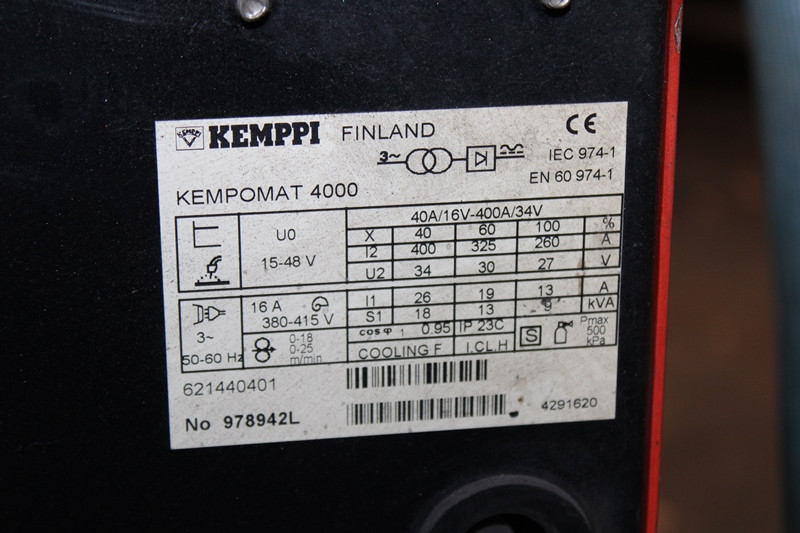 KEMPPI KEMPPI FINLAND CE
3~ IEC 974-1
EN 60 974-1
KEMPOMAT 4000
40A/16V-400A/34V
U0 X 40 60 100 %
15-48 V I2 400 325 260 A
U2 34 30 27 V
16 A I1 26 19 13 A
380-415 V S1 18 13 9 kVA
3~ 0-18 cos φ 1 0.95 IP 23C S Pmax
50-60 Hz 0-25 500
m/min COOLING F I.CL.H kPa
621440401
No 978942L 4291620